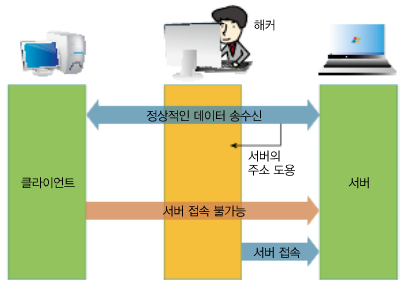 해커
정상적인 데이터 송수신
서버의
주소 도용
클라이언트
서버
서버 접속 불가능
서버 접속